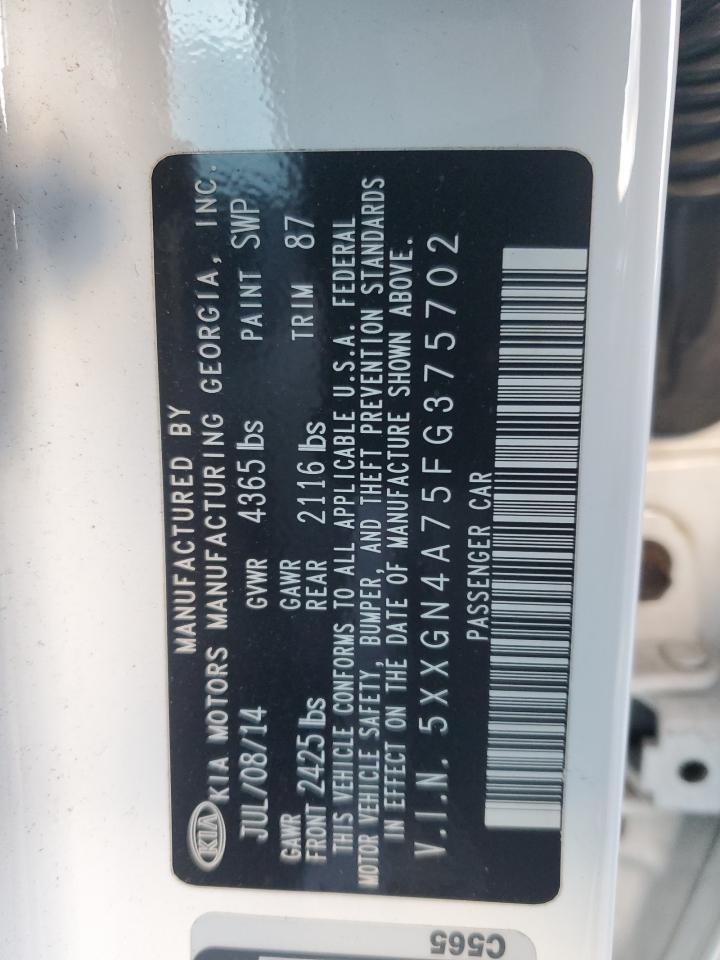 MANUFACTURED BY
KIA KIA MOTORS MANUFACTURING GEORGIA, INC.
JUL/08/14 GVWR 4365 lbs PAINT SWP
GAWR FRONT 2425 lbs GAWR REAR 2116 lbs TRIM 87
THIS VEHICLE CONFORMS TO ALL APPLICABLE U.S.A. FEDERAL
MOTOR VEHICLE SAFETY, BUMPER, AND THEFT PREVENTION STANDARDS
IN EFFECT ON THE DATE OF MANUFACTURE SHOWN ABOVE.
V.I.N. 5XXGN4A75FG375702
PASSENGER CAR
C565